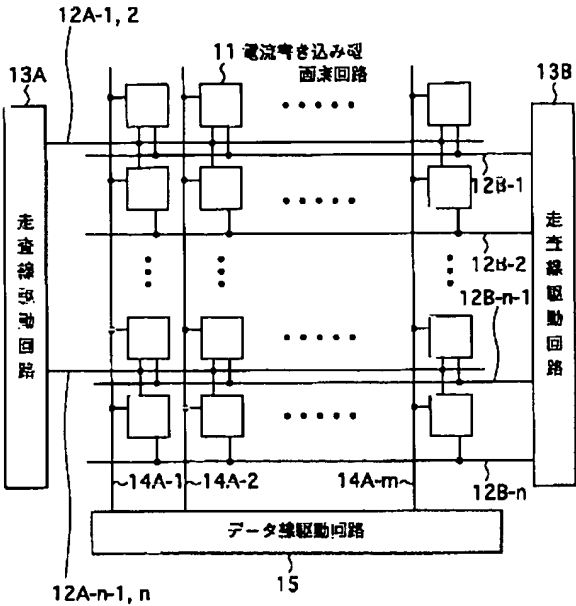 12A-1, 2
13A
11 電流書き込み型
画素回路
13B
12B-1
12B-2
12B-n-1
走査線駆動回路
走査線駆動回路
14A-1
14A-2
14A-m
12B-n
データ線駆動回路
15
12A-n-1, n